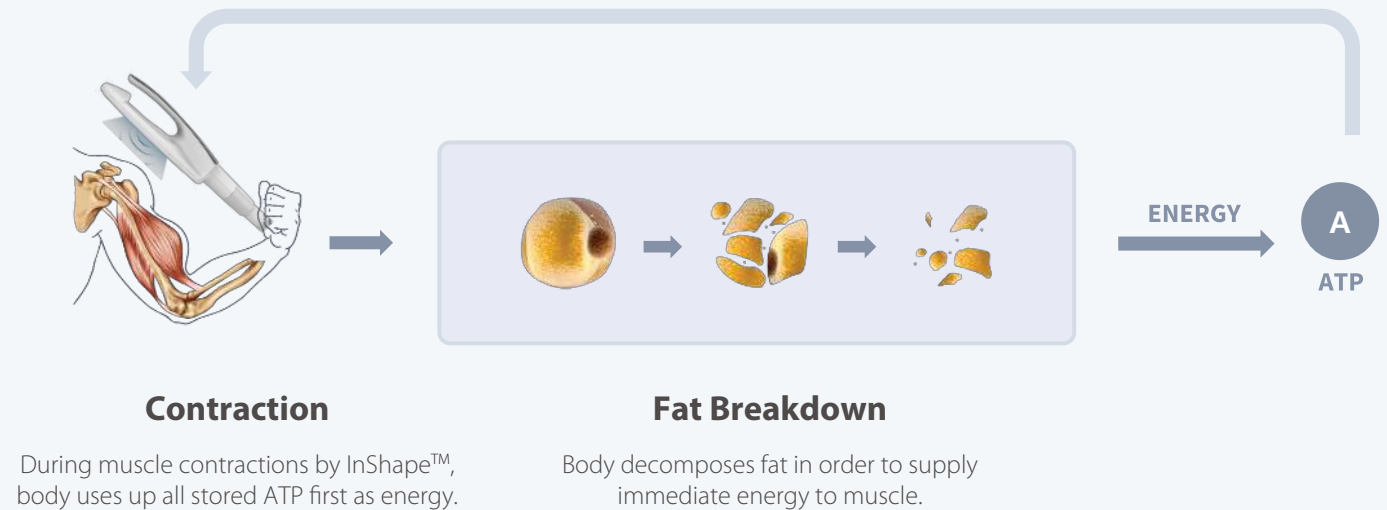 ENERGY
A
ATP
Contraction
During muscle contractions by InShape™,
body uses up all stored ATP first as energy.
Fat Breakdown
Body decomposes fat in order to supply
immediate energy to muscle.